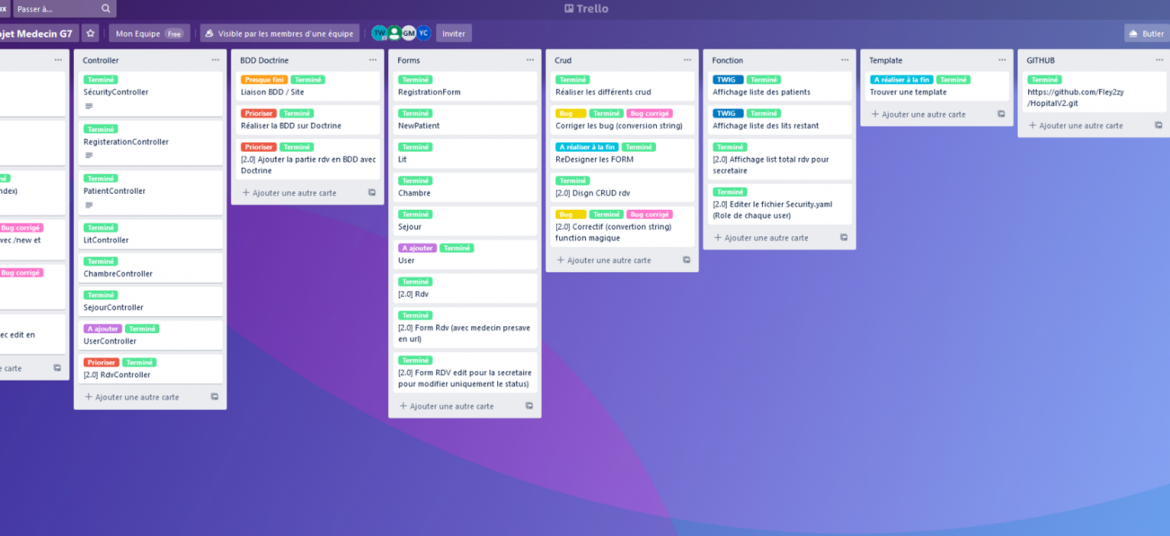 Passer à...
Trello
jet Medecin G7
Mon Equipe Free
Visible par les membres d'une équipe
TW
GM
YC
Inviter
Butler
né
ndex)
Bug corrigé
vec /new et
Bug corrigé
ec edit en
e carte
Controller
Terminé
SécurityController
Terminé
RegisterationController
Terminé
PatientController
Terminé
LitController
Terminé
ChambreController
Terminé
SejourController
A ajouter Terminé
UserController
Prioriser Terminé
[2.0] RdvController
+ Ajouter une autre carte
BDD Doctrine
Presque fini Terminé
Liaison BDD / Site
Prioriser Terminé
Réaliser la BDD sur Doctrine
Prioriser Terminé
[2.0] Ajouter la partie rdv en BDD avec
Doctrine
+ Ajouter une autre carte
Forms
Terminé
RegistrationForm
Terminé
NewPatient
Terminé
Lit
Terminé
Chambre
Terminé
Sejour
A ajouter Terminé
User
Terminé
[2.0] Rdv
Terminé
[2.0] Form Rdv (avec medecin presave
en url)
Terminé
[2.0] Form RDV edit pour la secretaire
pour modifier uniquement le status)
+ Ajouter une autre carte
Crud
Terminé
Réaliser les différents crud
Bug Terminé Bug corrigé
Corriger les bug (conversion string)
A réaliser à la fin Terminé
ReDesigner les FORM
Terminé
[2.0] Disgn CRUD rdv
Bug Terminé Bug corrigé
[2.0] Correctif (convertion string)
function magique
+ Ajouter une autre carte
Fonction
TWIG Terminé
Affichage liste des patients
TWIG Terminé
Affichage liste des lits restant
Terminé
[2.0] Affichage list total rdv pour
secretaire
Terminé
[2.0] Editer le fichier Security.yaml
(Role de chaque user)
+ Ajouter une autre carte
Template
A réaliser à la fin Terminé
Trouver une template
+ Ajouter une autre carte
GITHUB
Terminé
https://github.com/Fley2zy
/HopitalV2.git
+ Ajouter une autre carte